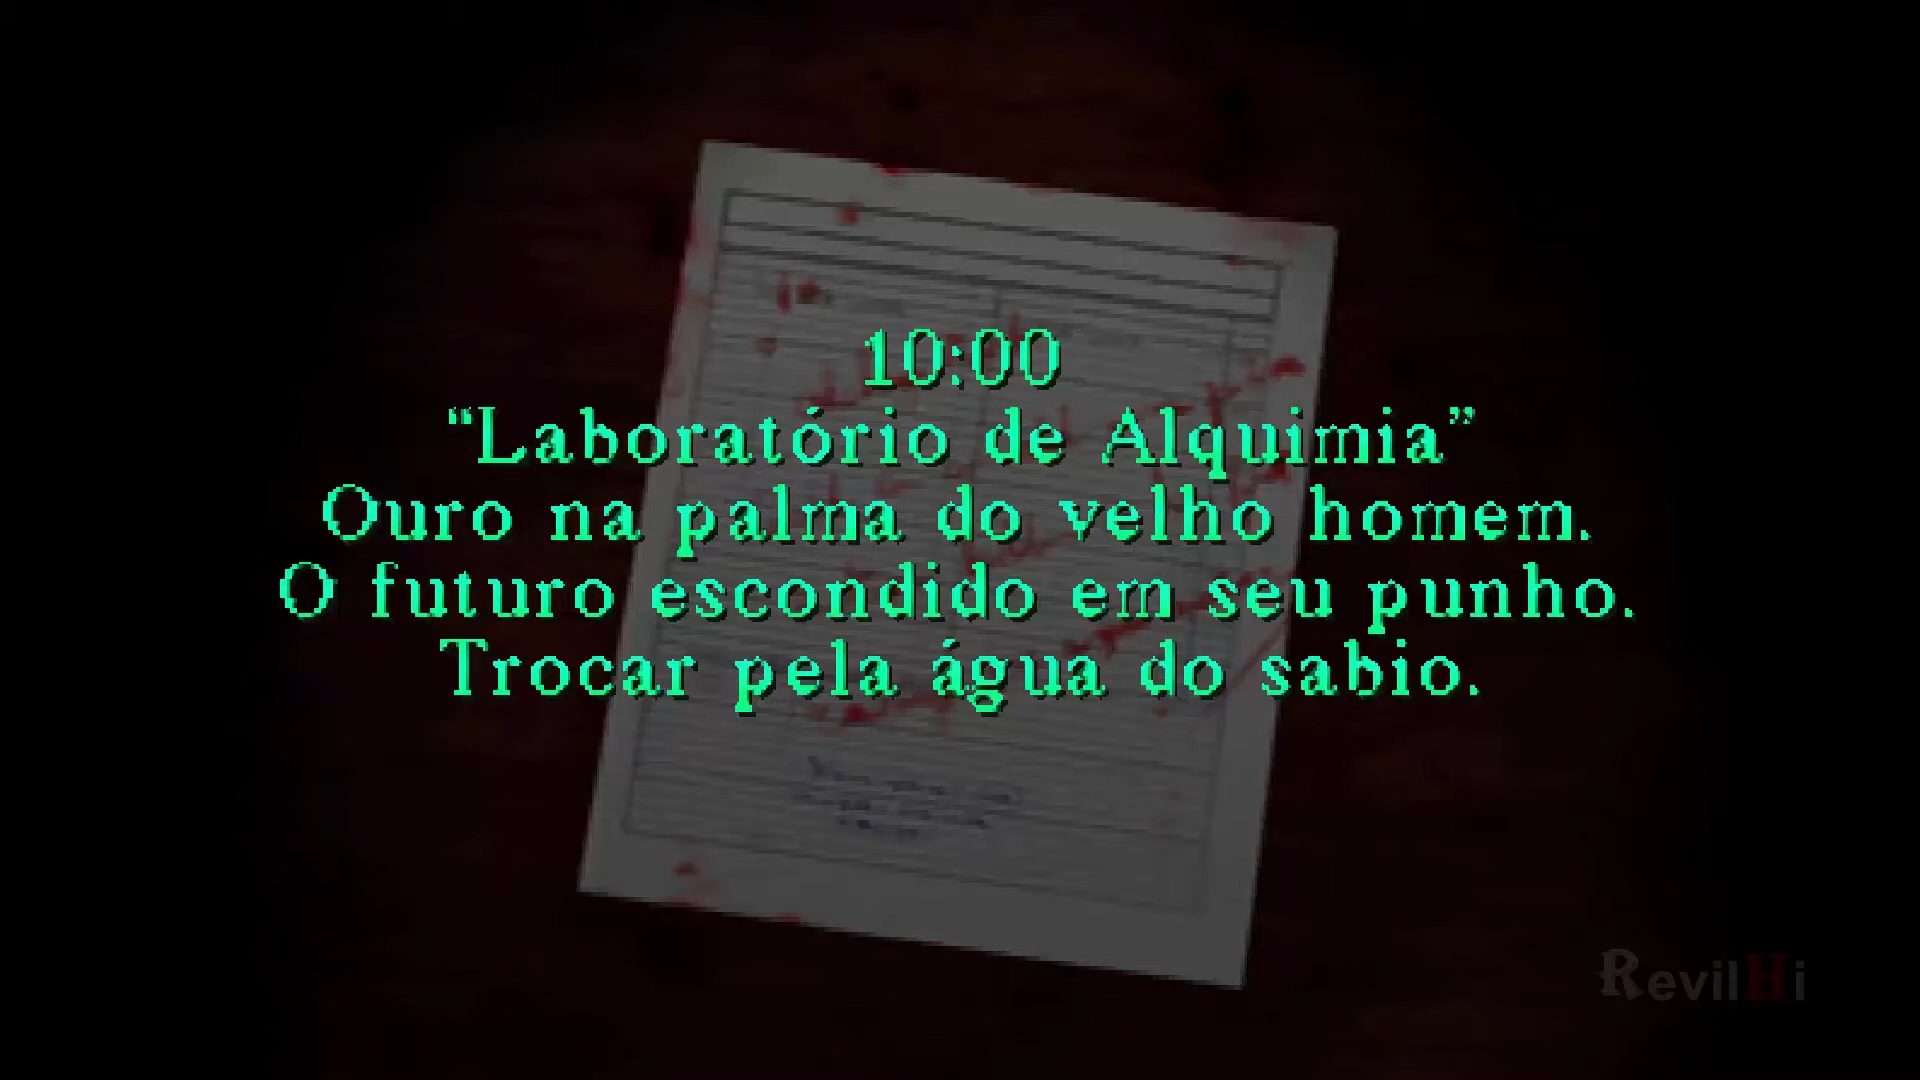 10:00
“Laboratório de Alquimia”
Ouro na palma do velho homem.
O futuro escondido em seu punho.
Trocar pela água do sabio.
RevilHi